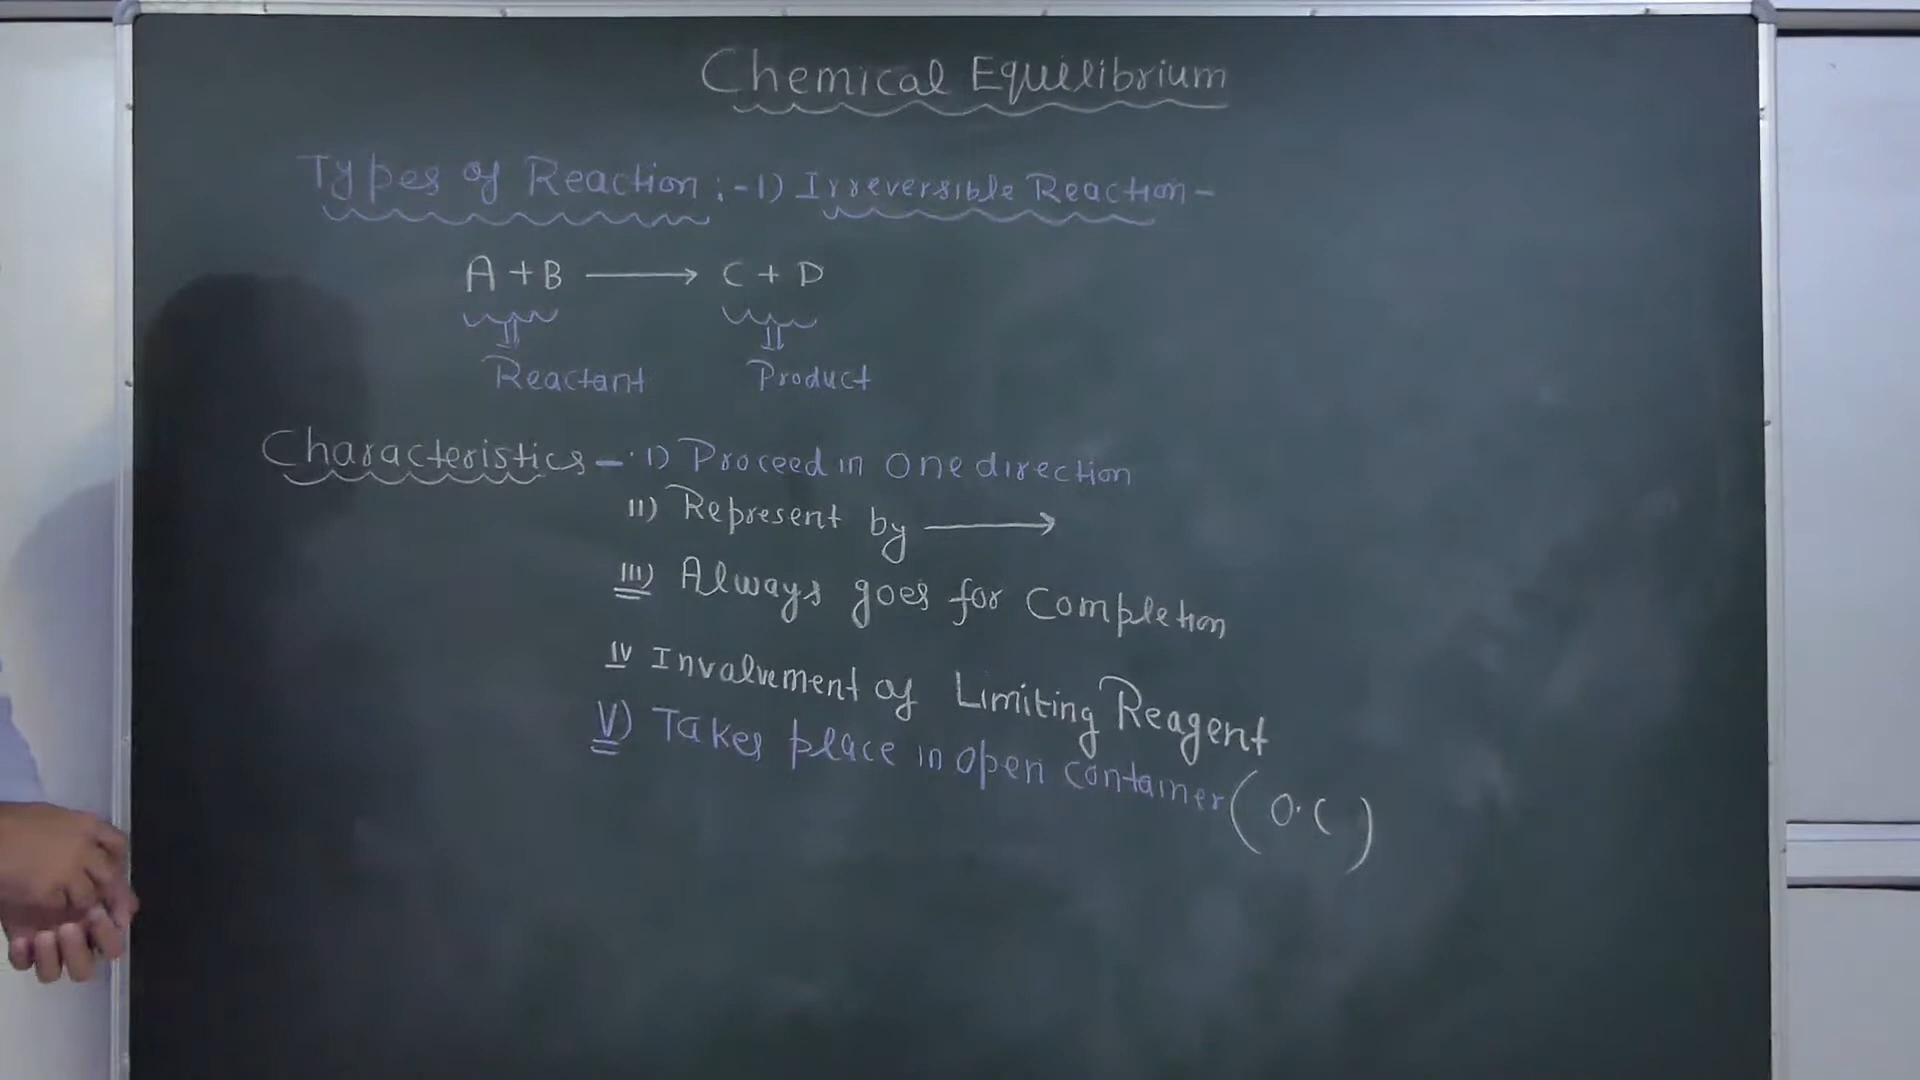 Chemical Equilibrium
Types of Reaction :- 1) Irreversible Reaction -
A + B ⟶ C + D
Reactant Product
Characteristics - 1) Proceed in one direction
II) Represent by ⟶
III) Always goes for Completion
IV Involvement of Limiting Reagent
V) Takes place in open container (O.C)